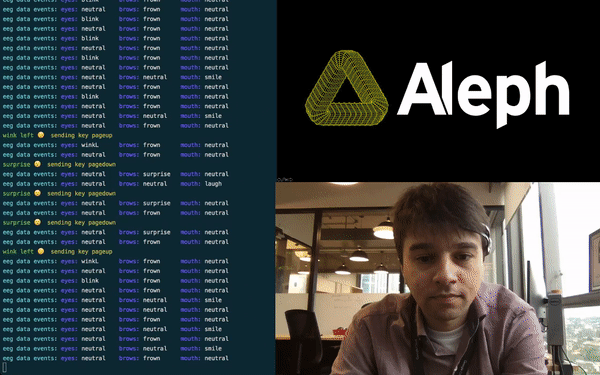 eeg data events: eyes: neutral brows: frown mouth: neutral
eeg data events: eyes: neutral brows: frown mouth: neutral
eeg data events: eyes: blink brows: frown mouth: neutral
eeg data events: eyes: neutral brows: frown mouth: neutral
eeg data events: eyes: blink brows: frown mouth: neutral
eeg data events: eyes: neutral brows: frown mouth: neutral
eeg data events: eyes: blink brows: frown mouth: neutral
eeg data events: eyes: neutral brows: frown mouth: neutral
eeg data events: eyes: neutral brows: neutral mouth: smile
eeg data events: eyes: neutral brows: frown mouth: neutral
eeg data events: eyes: blink brows: frown mouth: neutral
eeg data events: eyes: neutral brows: frown mouth: neutral
eeg data events: eyes: neutral brows: neutral mouth: smile
eeg data events: eyes: neutral brows: frown mouth: neutral
wink left 😉 sending key pageup
eeg data events: eyes: winkL brows: frown mouth: neutral
eeg data events: eyes: neutral brows: frown mouth: neutral
surprise 😮 sending key pagedown
eeg data events: eyes: neutral brows: surprise mouth: neutral
eeg data events: eyes: neutral brows: neutral mouth: laugh
surprise 😮 sending key pagedown
eeg data events: eyes: neutral brows: surprise mouth: neutral
eeg data events: eyes: neutral brows: frown mouth: neutral
surprise 😮 sending key pagedown
eeg data events: eyes: neutral brows: surprise mouth: neutral
eeg data events: eyes: neutral brows: frown mouth: neutral
wink left 😉 sending key pageup
eeg data events: eyes: winkL brows: frown mouth: neutral
eeg data events: eyes: neutral brows: frown mouth: neutral
eeg data events: eyes: blink brows: frown mouth: neutral
eeg data events: eyes: neutral brows: frown mouth: neutral
eeg data events: eyes: neutral brows: neutral mouth: smile
eeg data events: eyes: neutral brows: frown mouth: neutral
eeg data events: eyes: neutral brows: frown mouth: neutral
eeg data events: eyes: neutral brows: neutral mouth: smile
eeg data events: eyes: neutral brows: frown mouth: neutral
eeg data events: eyes: neutral brows: neutral mouth: smile
eeg data events: eyes: neutral brows: frown mouth: neutral
Aleph